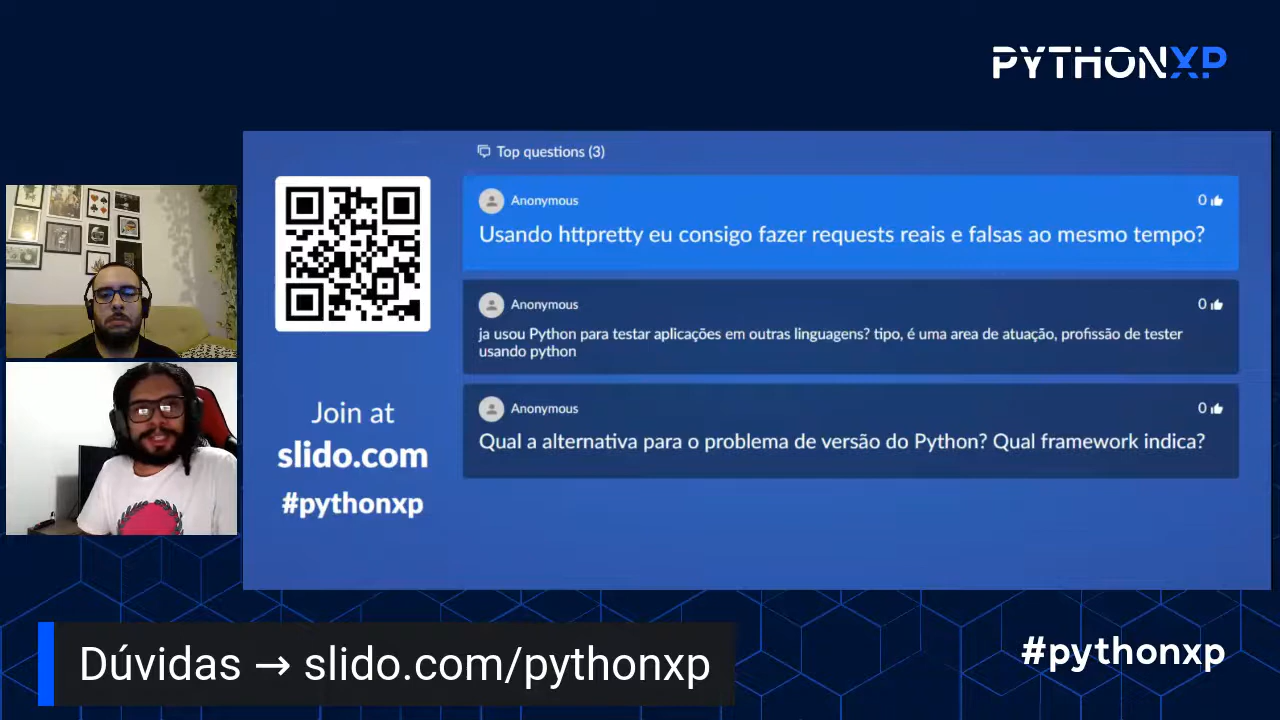 PYTHONXP
Top questions (3)
Anonymous
0
Usando httpretty eu consigo fazer requests reais e falsas ao mesmo tempo?
Anonymous
0
ja usou Python para testar aplicações em outras linguagens? tipo, é uma area de atuação, profissão de tester
usando python
Anonymous
0
Qual a alternativa para o problema de versão do Python? Qual framework indica?
Join at
slido.com
#pythonxp
Dúvidas → slido.com/pythonxp
#pythonxp